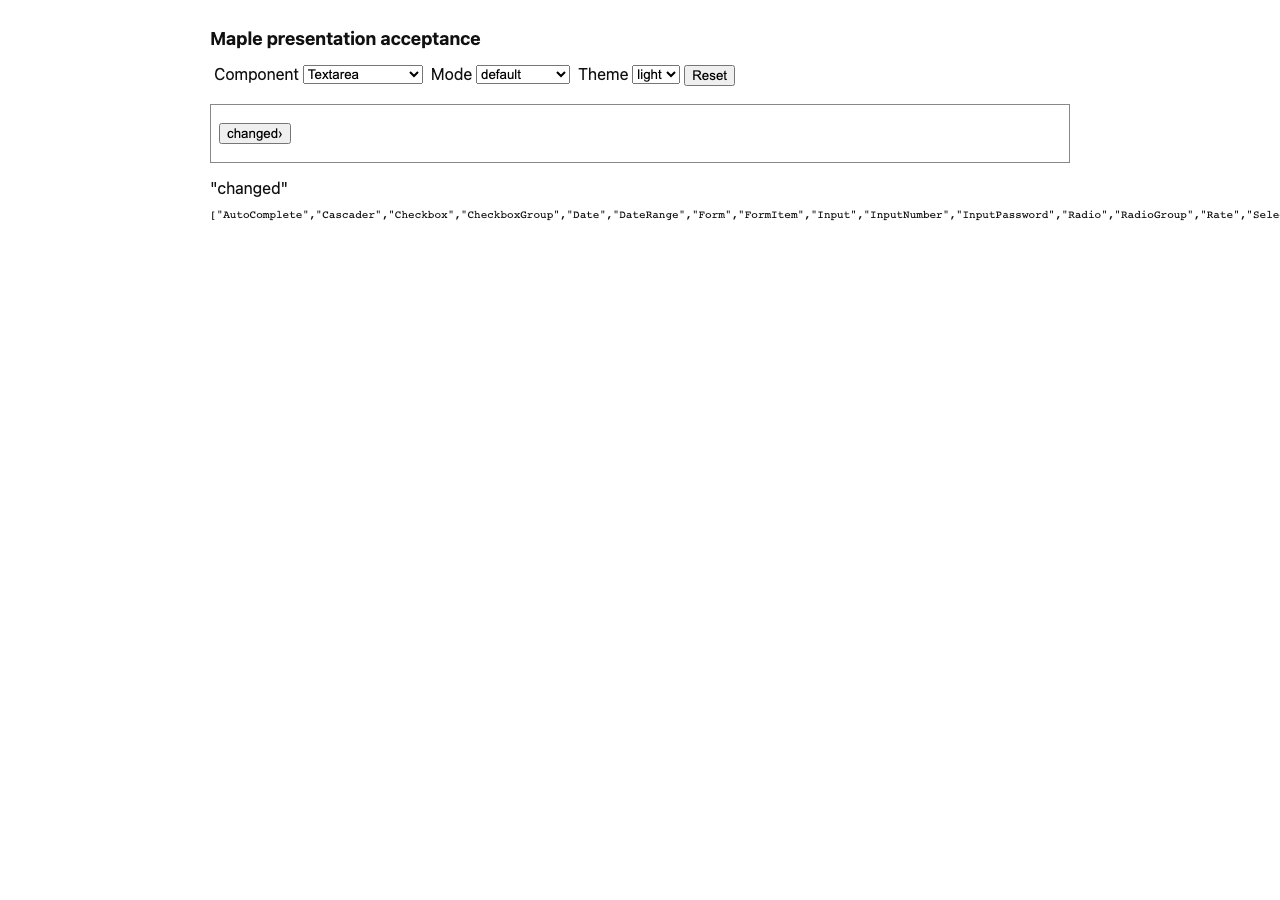 Maple presentation acceptance
Component Textarea Mode default Theme light Reset
changed›
"changed"
["AutoComplete","Cascader","Checkbox","CheckboxGroup","Date","DateRange","Form","FormItem","Input","InputNumber","InputPassword","Radio","RadioGroup","Rate","Sele